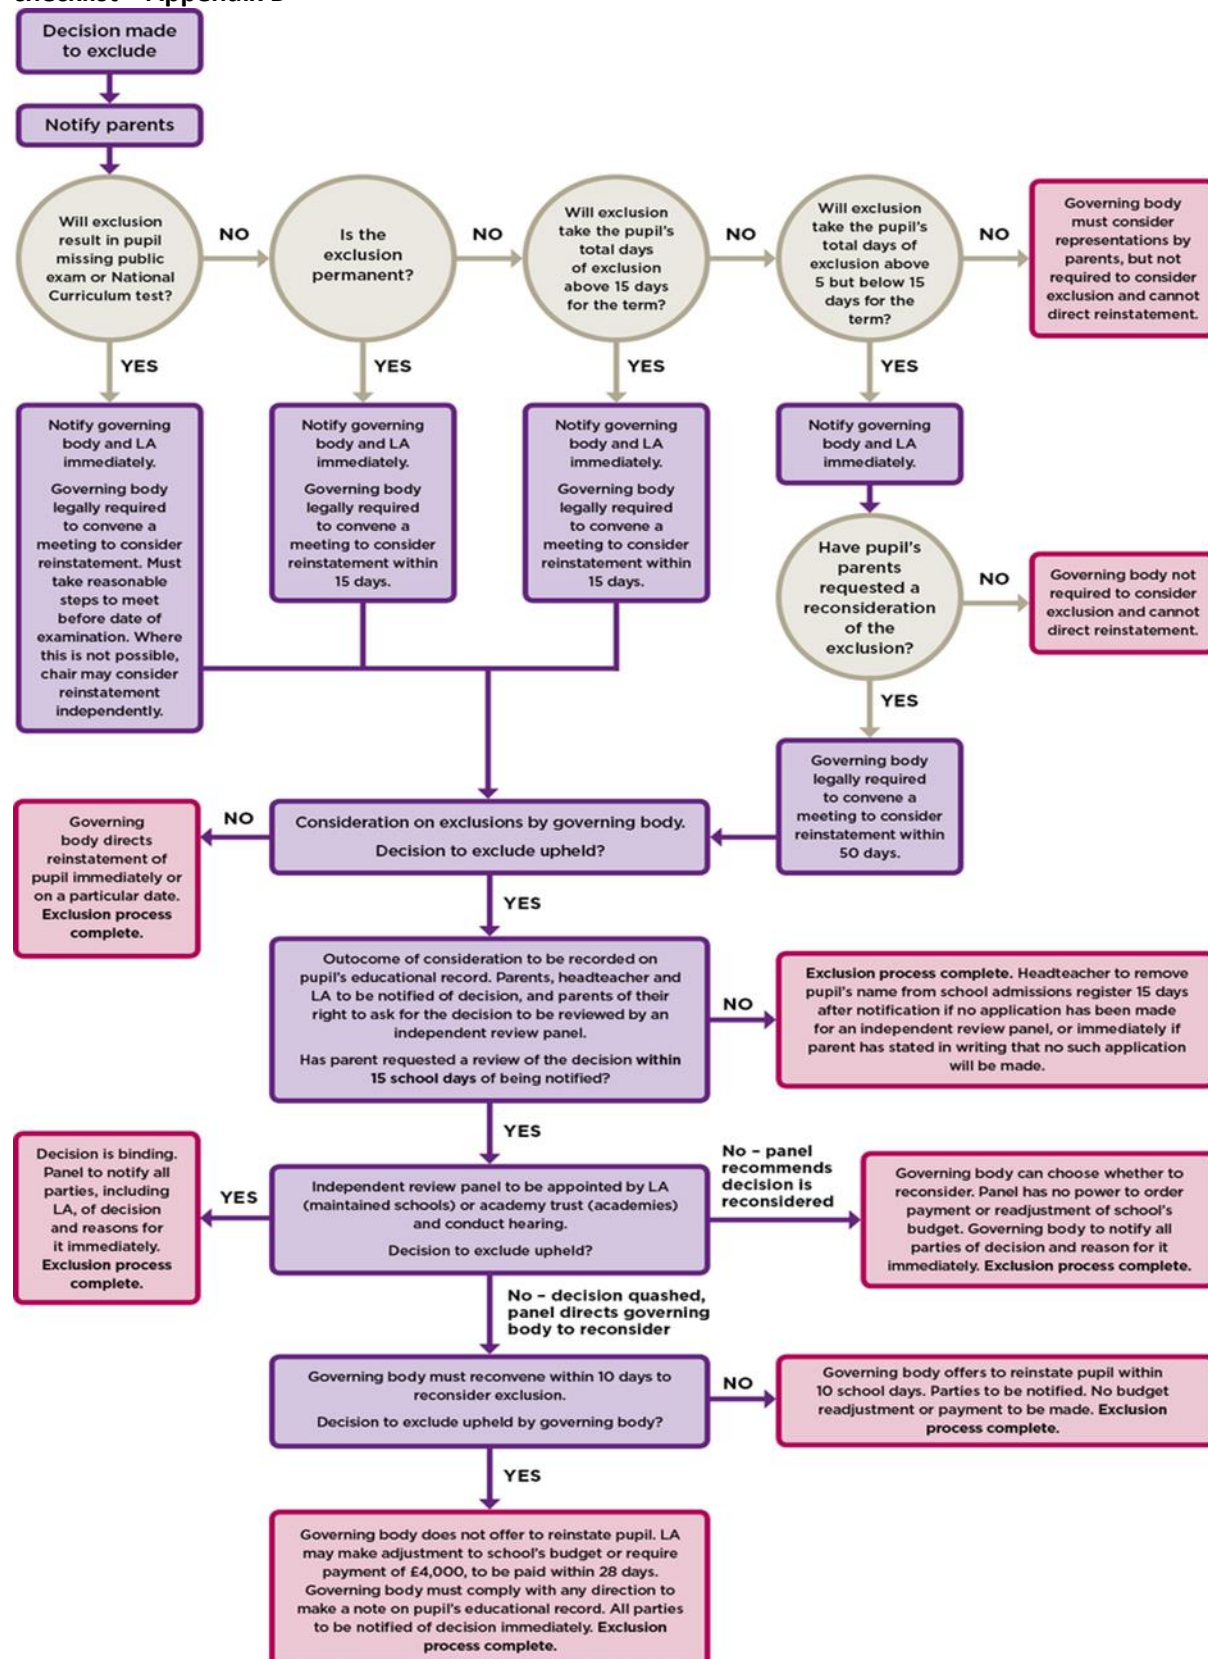 Decision made
to exclude
Notify parents
Will exclusion
result in pupil
missing public
exam or National
Curriculum test?
NO
Is the
exclusion
permanent?
NO
Will exclusion
take the pupil's
total days
of exclusion
above 15 days
for the term?
NO
Will exclusion
take the pupil's
total days of
exclusion above
5 but below 15
days for the
term?
NO
Governing body
must consider
representations by
parents, but not
required to consider
exclusion and cannot
direct reinstatement.
YES
YES
YES
YES
Notify governing
body and LA
immediately.
Governing body
legally required
to convene a
meeting to consider
reinstatement. Must
take reasonable
steps to meet
before date of
examination. Where
this is not possible,
chair may consider
reinstatement
independently.
Notify governing
body and LA
immediately.
Governing body
legally required
to convene a
meeting to consider
reinstatement within
15 days.
Notify governing
body and LA
immediately.
Governing body
legally required
to convene a
meeting to consider
reinstatement within
15 days.
Notify governing
body and LA
immediately.
Have pupil's
parents
requested a
reconsideration
of the
exclusion?
NO
Governing body not
required to consider
exclusion and cannot
direct reinstatement.
YES
Governing body
legally required
to convene a
meeting to consider
reinstatement within
50 days.
Consideration on exclusions by governing body.
Decision to exclude upheld?
NO
Governing
body directs
reinstatement of
pupil immediately or
on a particular date.
Exclusion process
complete.
YES
Outocome of consideration to be recorded on
pupil's educational record. Parents, headteacher and
LA to be notified of decision, and parents of their
right to ask for the decision to be reviewed by an
independent review panel.
Has parent requested a review of the decision within
15 school days of being notified?
NO
Exclusion process complete. Headteacher to remove
pupil's name from school admissions register 15 days
after notification if no application has been made
for an independent review panel, or immediately if
parent has stated in writing that no such application
will be made.
YES
Independent review panel to be appointed by LA
(maintained schools) or academy trust (academies)
and conduct hearing.
Decision to exclude upheld?
YES
Decision is binding.
Panel to notify all
parties, including
LA, of decision
and reasons for
it immediately.
Exclusion process
complete.
No – panel
recommends
decision is
reconsidered
Governing body can choose whether to
reconsider. Panel has no power to order
payment or readjustment of school's
budget. Governing body to notify all
parties of decision and reason for it
immediately. Exclusion process complete.
No – decision quashed,
panel directs governing
body to reconsider
Governing body must reconvene within 10 days to
reconsider exclusion.
Decision to exclude upheld by governing body?
NO
Governing body offers to reinstate pupil within
10 school days. Parties to be notified. No budget
readjustment or payment to be made. Exclusion
process complete.
YES
Governing body does not offer to reinstate pupil. LA
may make adjustment to school's budget or require
payment of £4,000, to be paid within 28 days.
Governing body must comply with any direction to
make a note on pupil's educational record. All parties
to be notified of decision immediately. Exclusion
process complete.